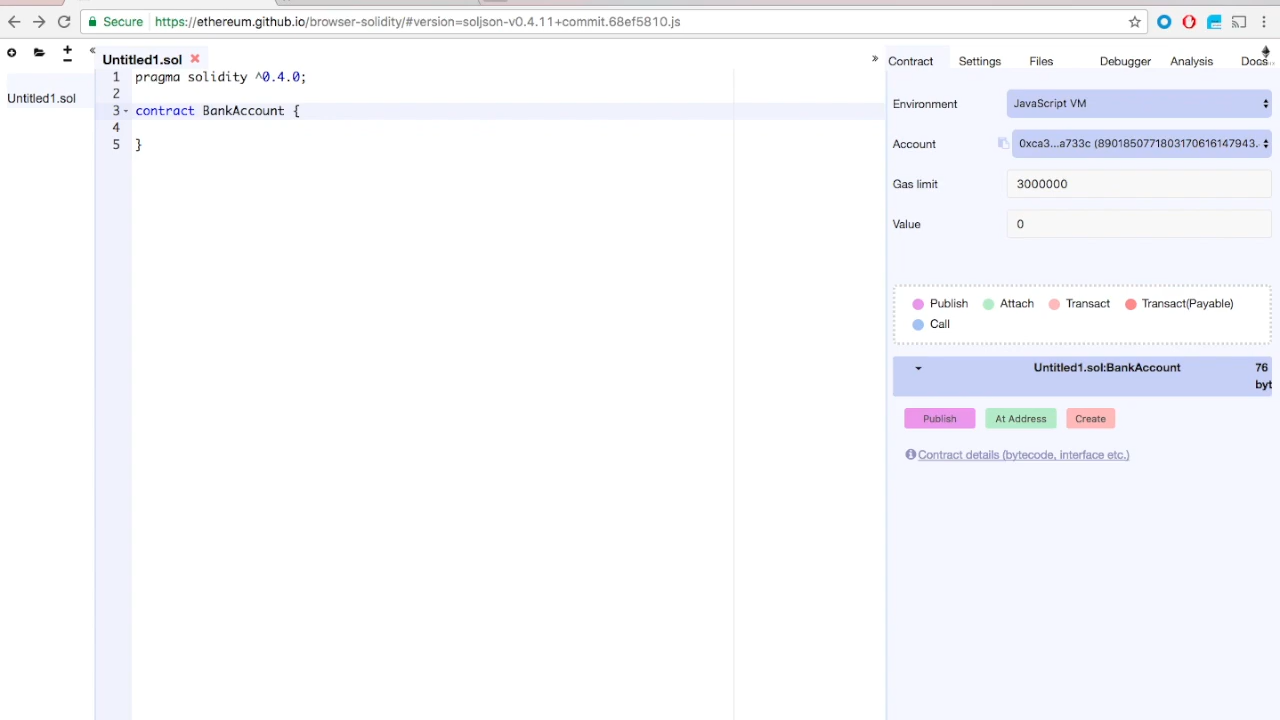 Secure https://ethereum.github.io/browser-solidity/#version=soljson-v0.4.11+commit.68ef5810.js
«
Untitled1.sol
Untitled1.sol
»
1 pragma solidity ^0.4.0;
2
3 contract BankAccount {
4
5 }
Contract Settings Files Debugger Analysis Docs
Environment JavaScript VM
Account 0xca3...a733c (8901850771803170616147943.
Gas limit 3000000
Value 0
Publish Attach Transact Transact(Payable)
Call
Untitled1.sol:BankAccount 76
byt
Publish At Address Create
Contract details (bytecode, interface etc.)